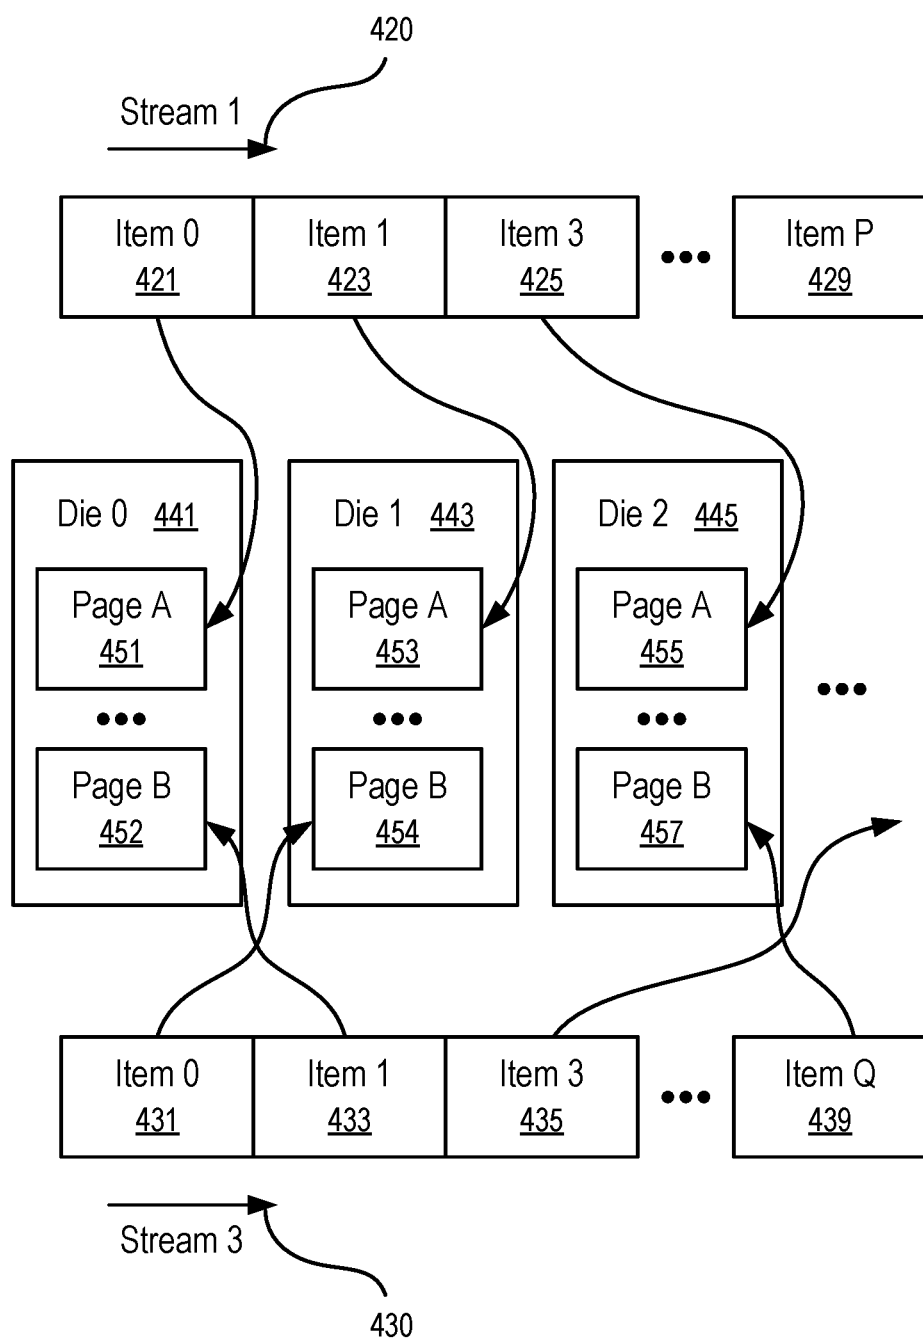 420
Stream 1
Item 0 Item 1 Item 3 ••• Item P
421 423 425 429
Die 0 441 Die 1 443 Die 2 445
Page A Page A Page A
451 453 455
••• ••• ••• •••
Page B Page B Page B
452 454 457
Item 0 Item 1 Item 3 ••• Item Q
431 433 435 439
Stream 3
430